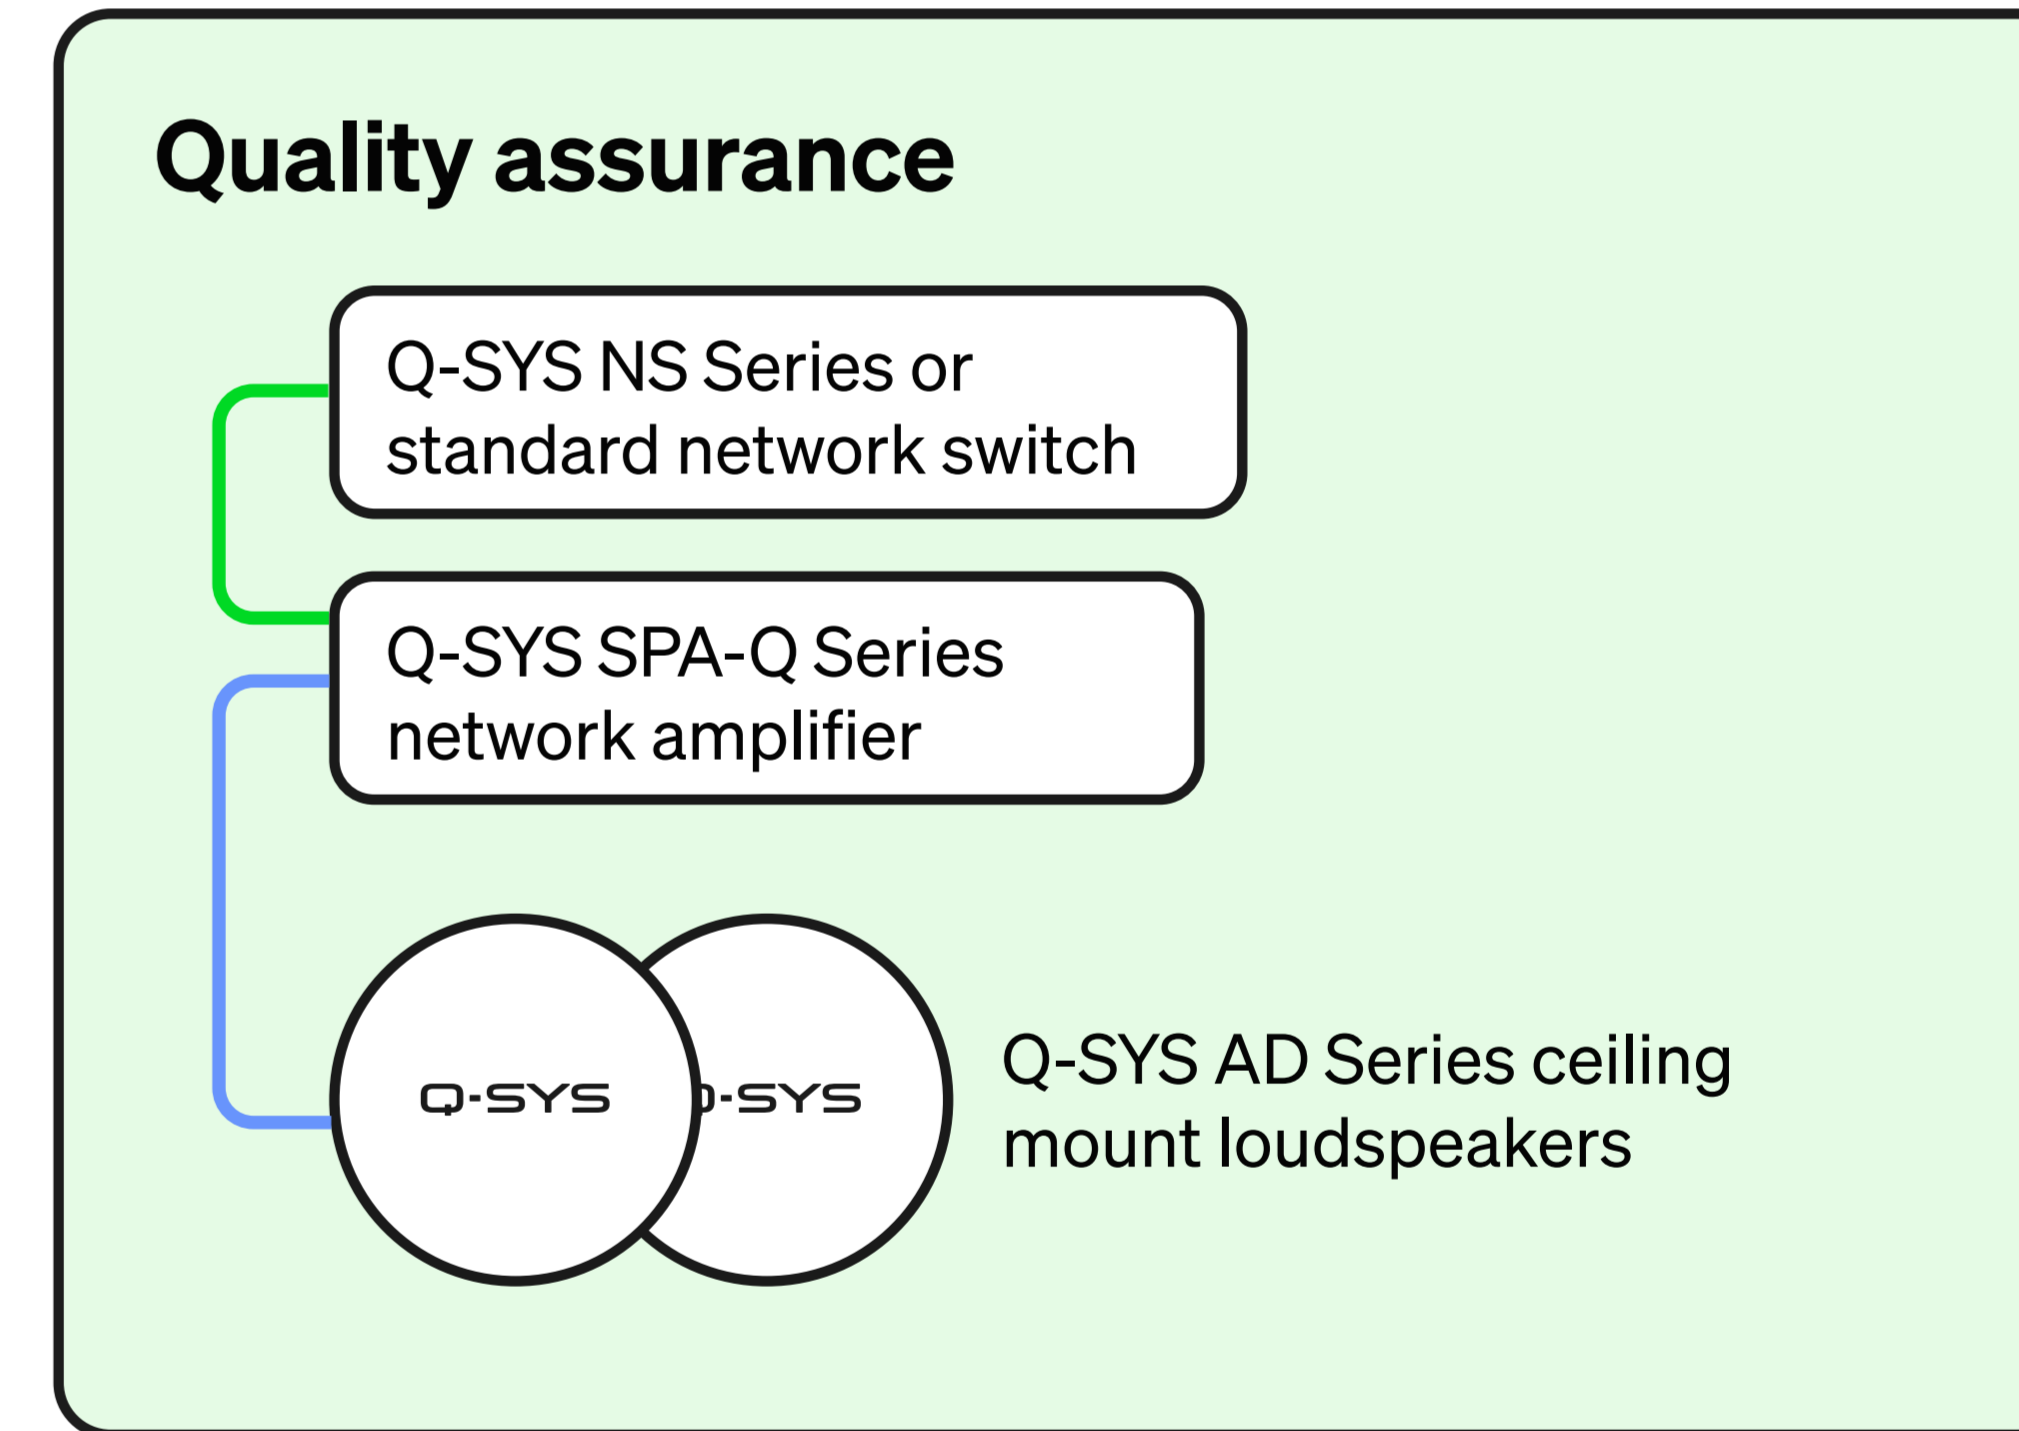 Quality assurance
Q-SYS NS Series or
standard network switch
Q-SYS SPA-Q Series
network amplifier
Q-SYS
Q-SYS
Q-SYS AD Series ceiling
mount loudspeakers